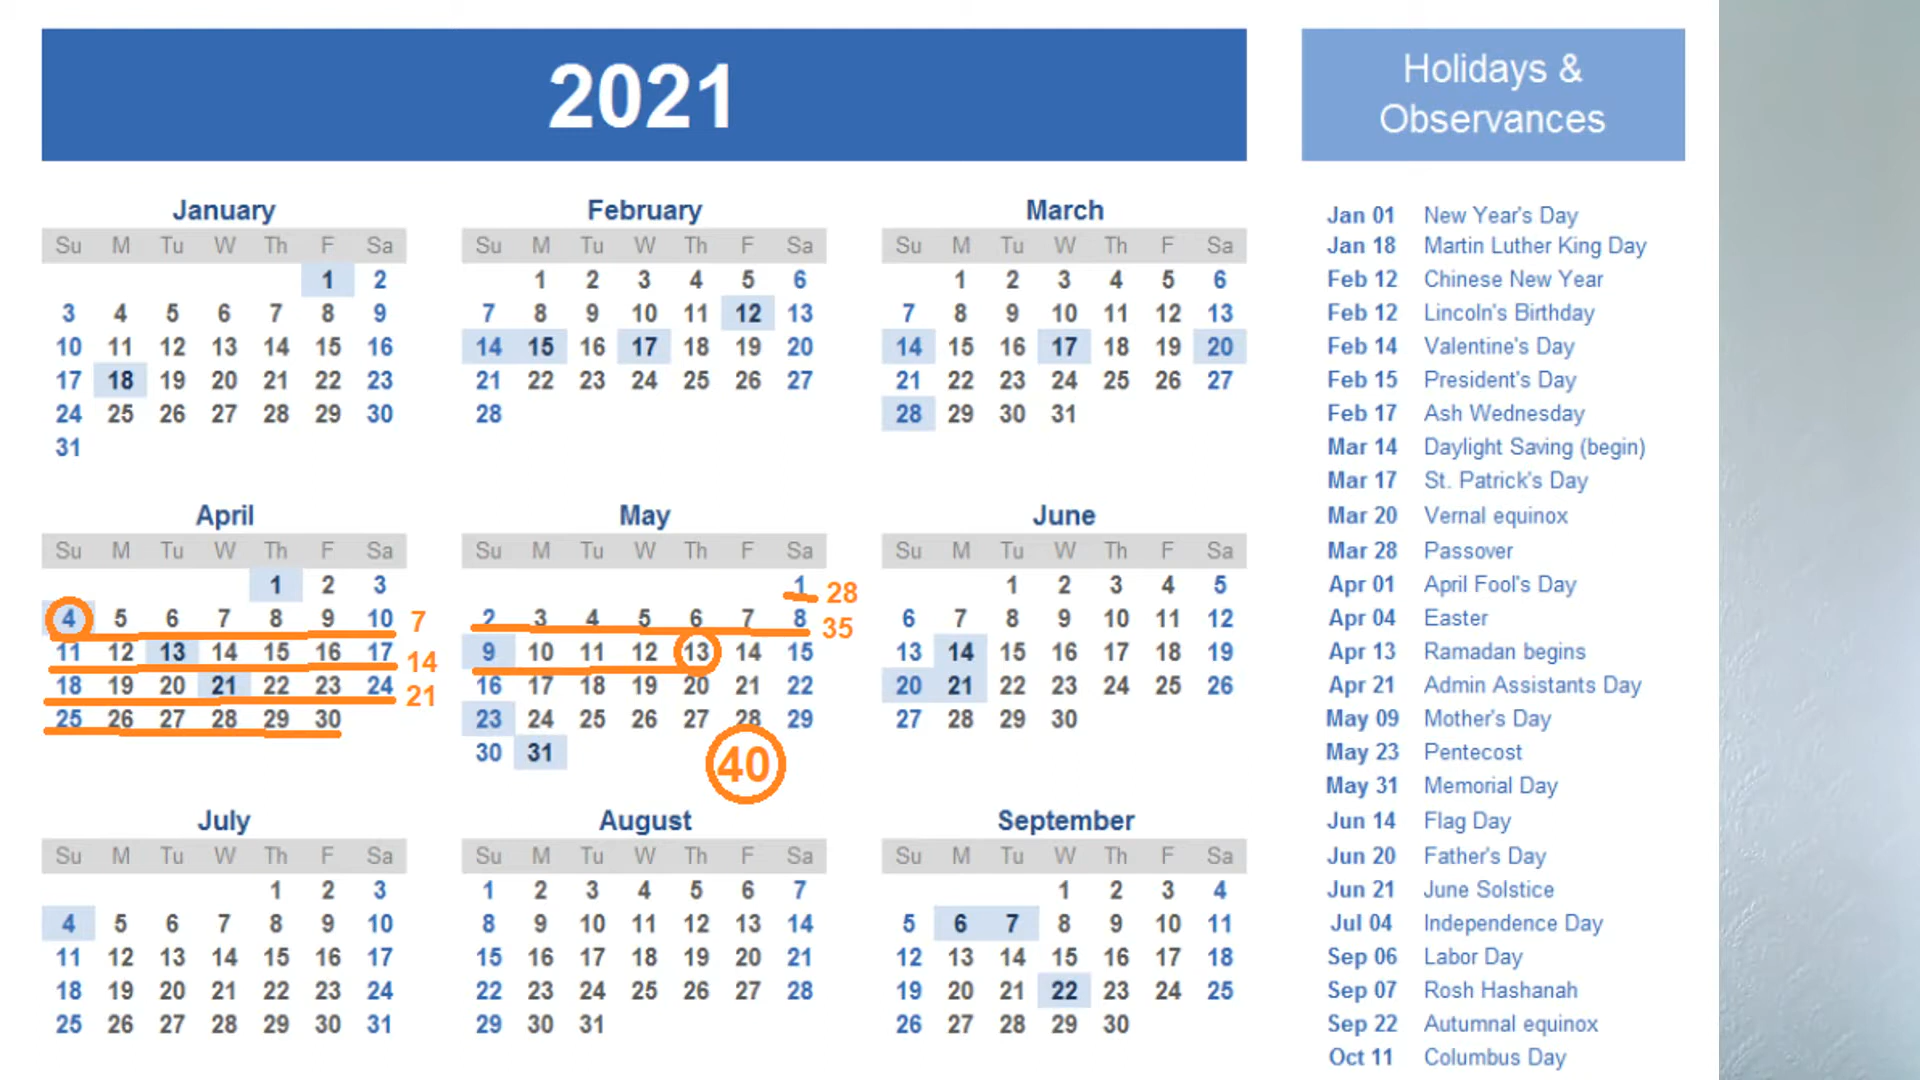 2021
Holidays &
Observances
January
Su M Tu W Th F Sa
1 2
3 4 5 6 7 8 9
10 11 12 13 14 15 16
17 18 19 20 21 22 23
24 25 26 27 28 29 30
31
February
Su M Tu W Th F Sa
1 2 3 4 5 6
7 8 9 10 11 12 13
14 15 16 17 18 19 20
21 22 23 24 25 26 27
28
March
Su M Tu W Th F Sa
1 2 3 4 5 6
7 8 9 10 11 12 13
14 15 16 17 18 19 20
21 22 23 24 25 26 27
28 29 30 31
April
Su M Tu W Th F Sa
1 2 3
4 5 6 7 8 9 10 7
11 12 13 14 15 16 17 14
18 19 20 21 22 23 24 21
25 26 27 28 29 30
May
Su M Tu W Th F Sa
1 28
2 3 4 5 6 7 8 35
9 10 11 12 13 14 15
16 17 18 19 20 21 22
23 24 25 26 27 28 29
30 31 40
June
Su M Tu W Th F Sa
1 2 3 4 5
6 7 8 9 10 11 12
13 14 15 16 17 18 19
20 21 22 23 24 25 26
27 28 29 30
July
Su M Tu W Th F Sa
1 2 3
4 5 6 7 8 9 10
11 12 13 14 15 16 17
18 19 20 21 22 23 24
25 26 27 28 29 30 31
August
Su M Tu W Th F Sa
1 2 3 4 5 6 7
8 9 10 11 12 13 14
15 16 17 18 19 20 21
22 23 24 25 26 27 28
29 30 31
September
Su M Tu W Th F Sa
1 2 3 4
5 6 7 8 9 10 11
12 13 14 15 16 17 18
19 20 21 22 23 24 25
26 27 28 29 30
Jan 01 New Year's Day
Jan 18 Martin Luther King Day
Feb 12 Chinese New Year
Feb 12 Lincoln's Birthday
Feb 14 Valentine's Day
Feb 15 President's Day
Feb 17 Ash Wednesday
Mar 14 Daylight Saving (begin)
Mar 17 St. Patrick's Day
Mar 20 Vernal equinox
Mar 28 Passover
Apr 01 April Fool's Day
Apr 04 Easter
Apr 13 Ramadan begins
Apr 21 Admin Assistants Day
May 09 Mother's Day
May 23 Pentecost
May 31 Memorial Day
Jun 14 Flag Day
Jun 20 Father's Day
Jun 21 June Solstice
Jul 04 Independence Day
Sep 06 Labor Day
Sep 07 Rosh Hashanah
Sep 22 Autumnal equinox
Oct 11 Columbus Day